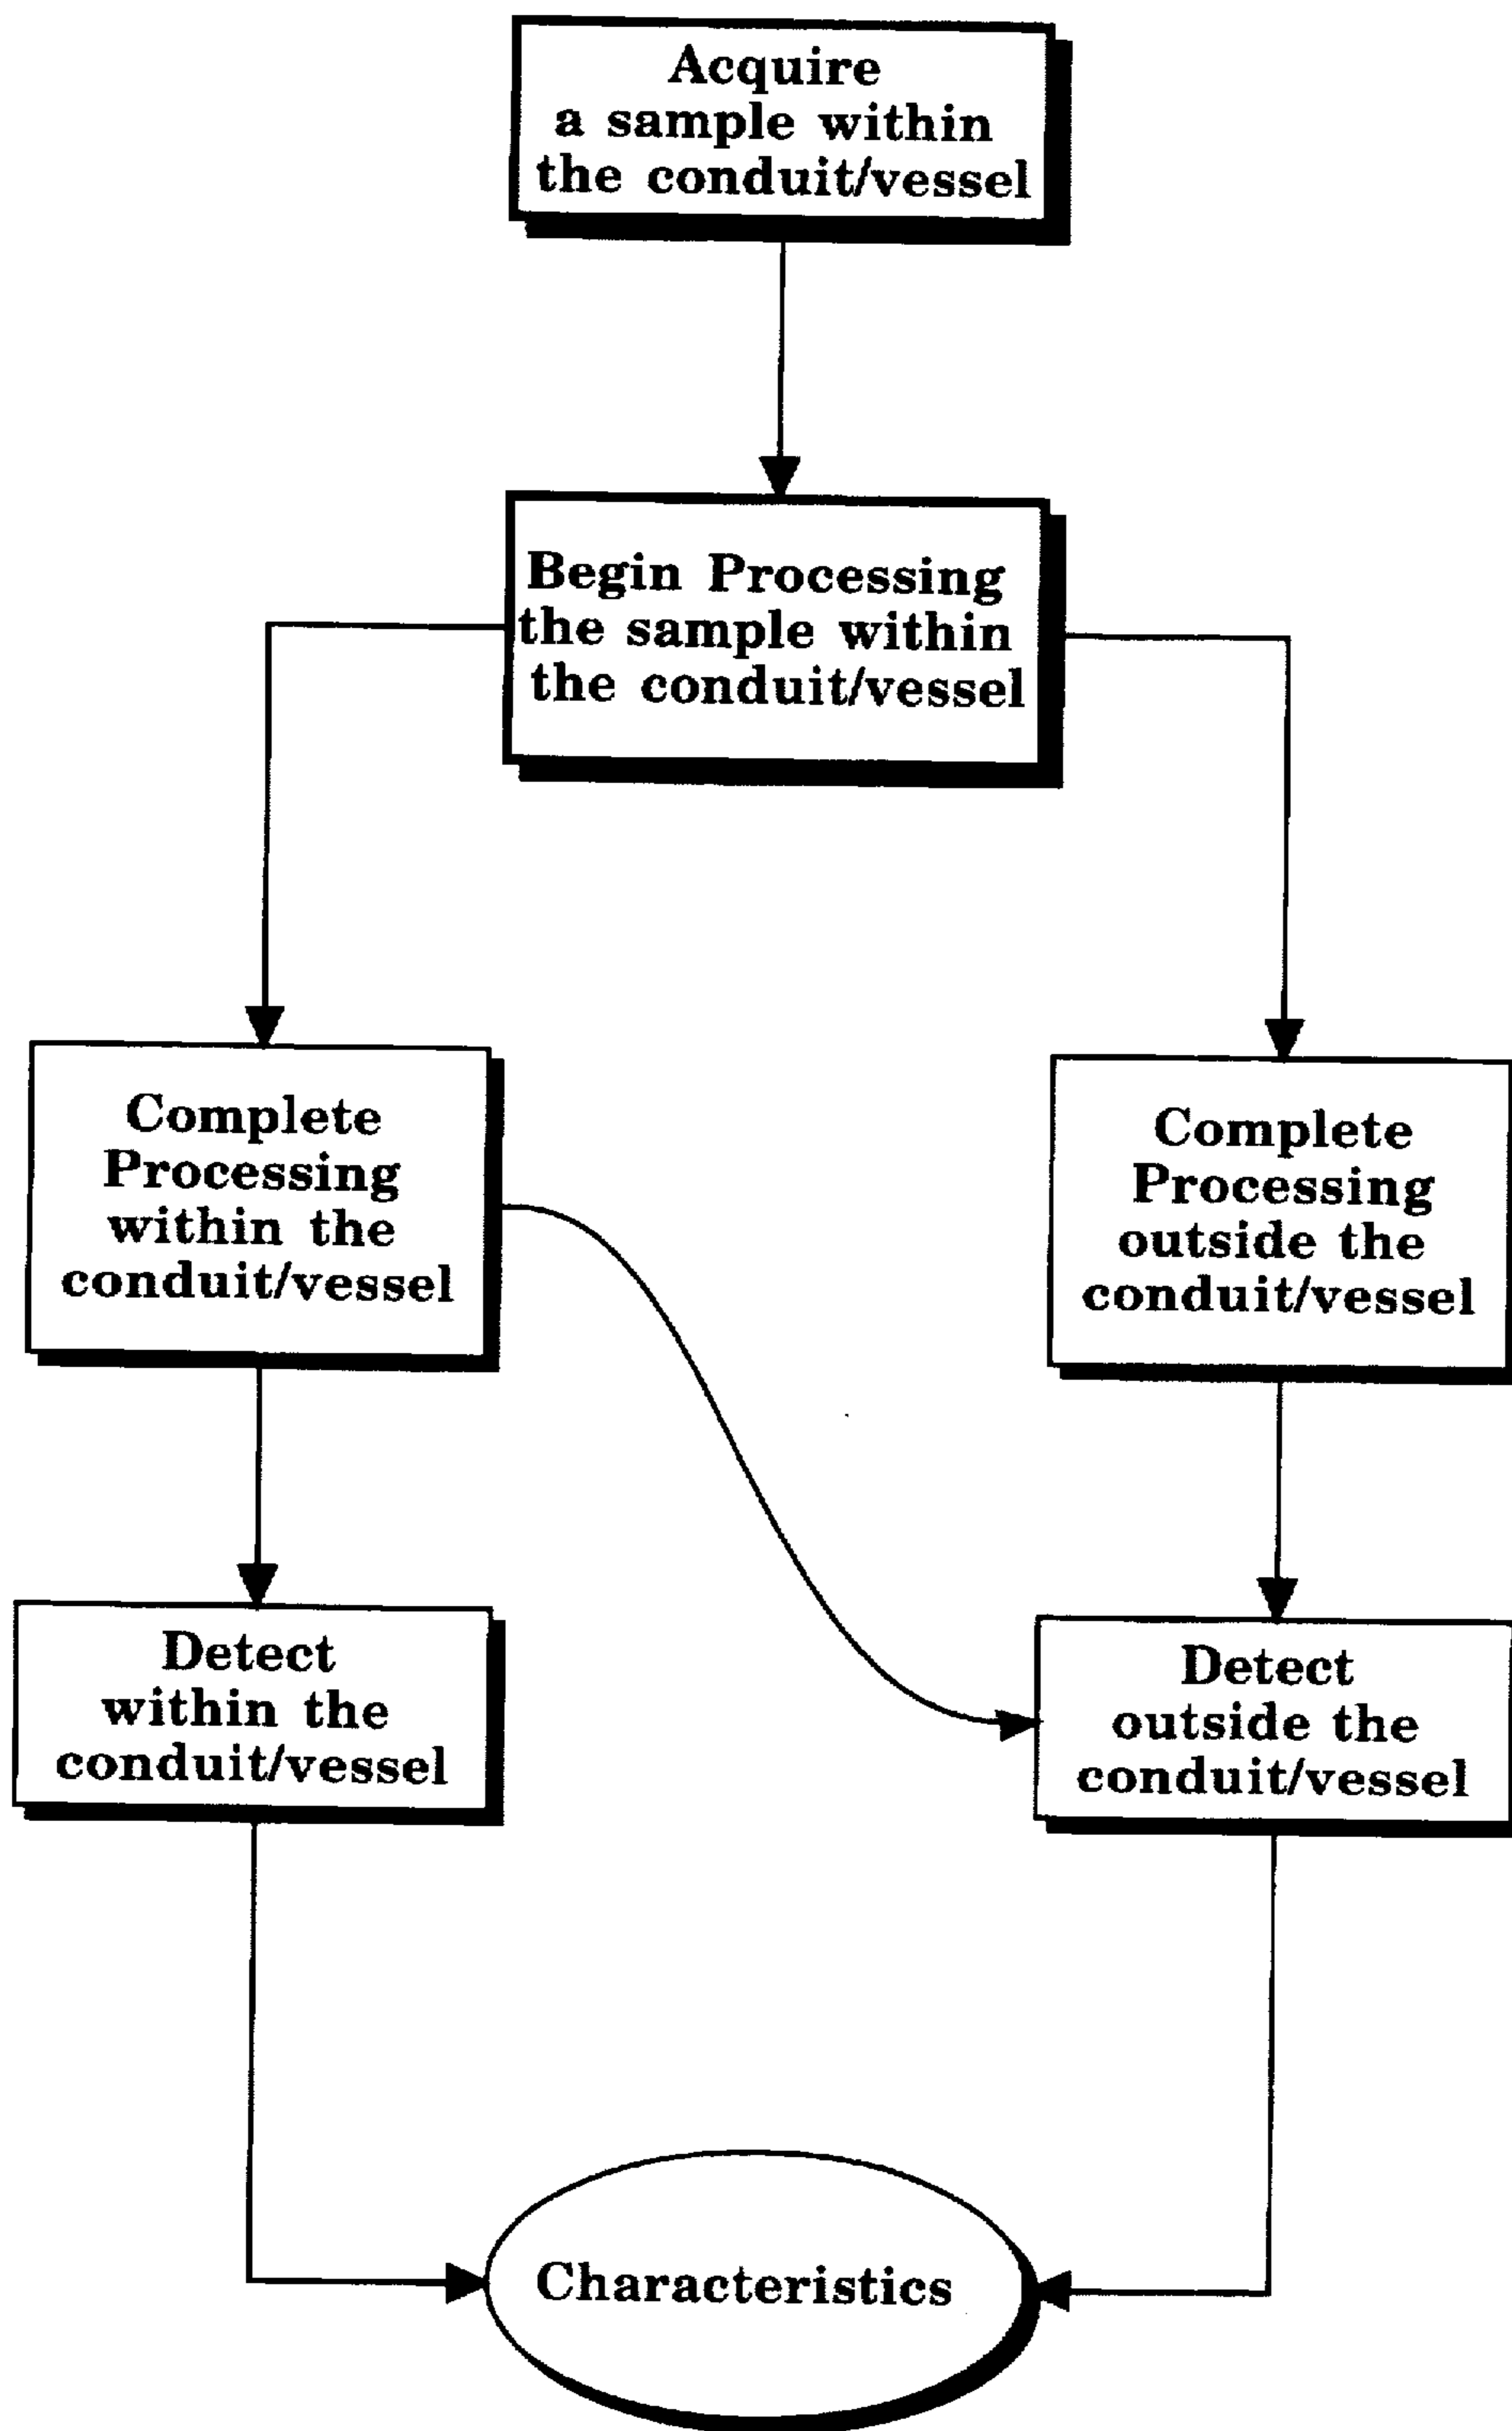 Acquire
a sample within
the conduit/vessel
Begin Processing
the sample within
the conduit/vessel
Complete
Processing
within the
conduit/vessel
Complete
Processing
outside the
conduit/vessel
Detect
within the
conduit/vessel
Detect
outside the
conduit/vessel
Characteristics